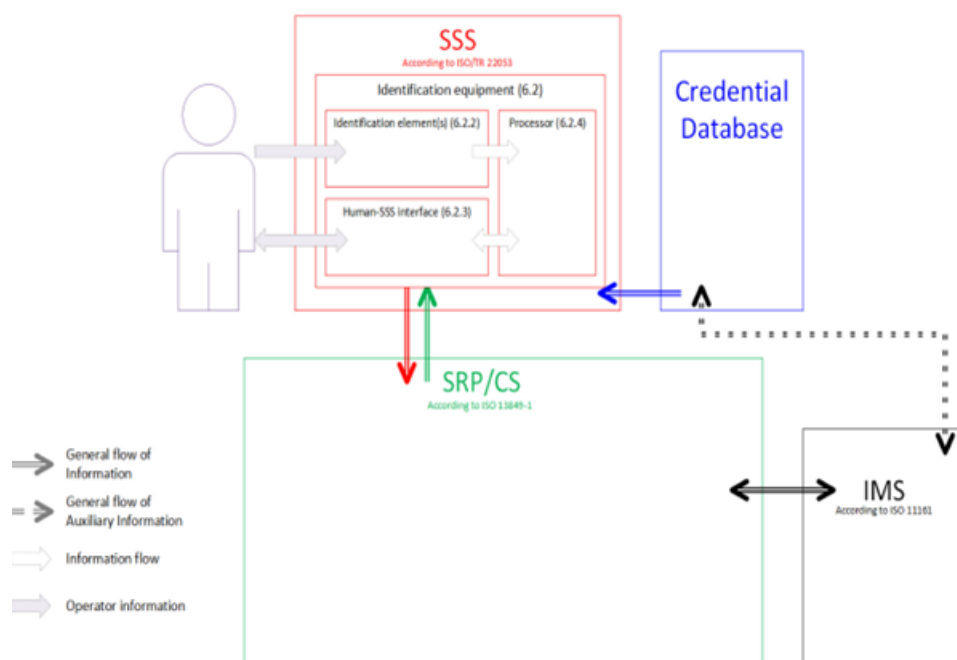 SSS
According to ISO/TR 22053
Identification equipment (6.2)
Identification element(s) (6.2.2)
Processor (6.2.4)
Human-SSS interface (6.2.3)
Credential
Database
SRP/CS
According to ISO 13849-1
IMS
According to ISO 11161
General flow of
Information
General flow of
Auxiliary Information
Information flow
Operator information